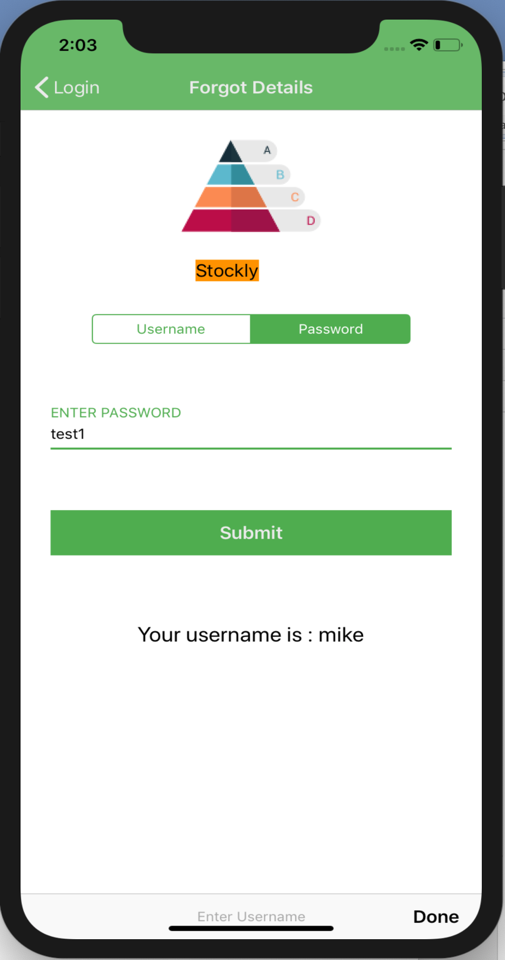 2:03
Login
Forgot Details
A
B
C
D
Stockly
Username
Password
ENTER PASSWORD
test1
Submit
Your username is : mike
Enter Username
Done